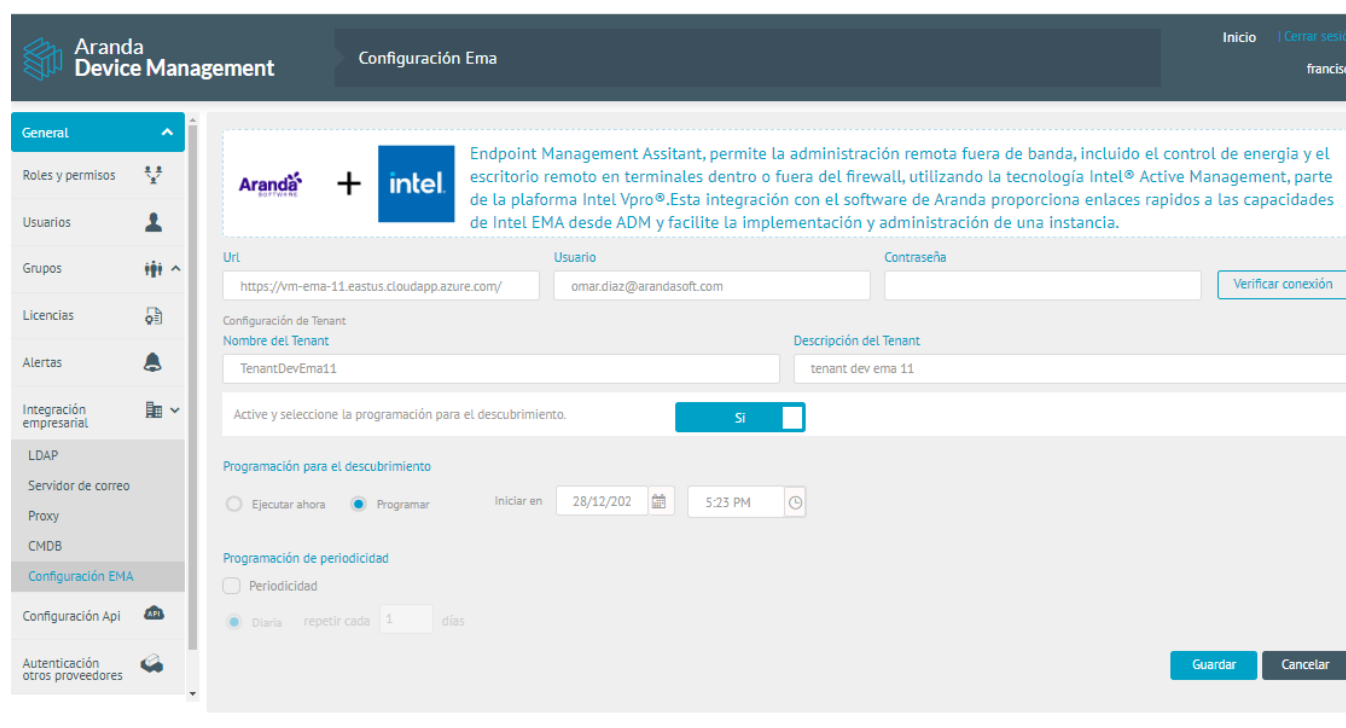 Aranda
Device Management
Configuración Ema
Inicio
| Cerrar sesió
francisc
General
Roles y permisos
Usuarios
Grupos
Licencias
Alertas
Integración
empresarial
LDAP
Servidor de correo
Proxy
CMDB
Configuración EMA
Configuración Api
API
Autenticación
otros proveedores
Aranda
SOFTWARE
+
intel.
Endpoint Management Assitant, permite la administración remota fuera de banda, incluido el control de energia y el
escritorio remoto en terminales dentro o fuera del firewall, utilizando la tecnología Intel® Active Management, parte
de la plaforma Intel Vpro®.Esta integración con el software de Aranda proporciona enlaces rapidos a las capacidades
de Intel EMA desde ADM y facilite la implementación y administración de una instancia.
Url
Usuario
Contraseña
https://vm-ema-11.eastus.cloudapp.azure.com/
omar.diaz@arandasoft.com
Verificar conexión
Configuración de Tenant
Nombre del Tenant
Descripción del Tenant
TenantDevEma11
tenant dev ema 11
Active y seleccione la programación para el descubrimiento.
Si
Programación para el descubrimiento
Ejecutar ahora
Programar
Iniciar en
28/12/202
5:23 PM
Programación de periodicidad
Periodicidad
Diaria
repetir cada
1
días
Guardar
Cancelar